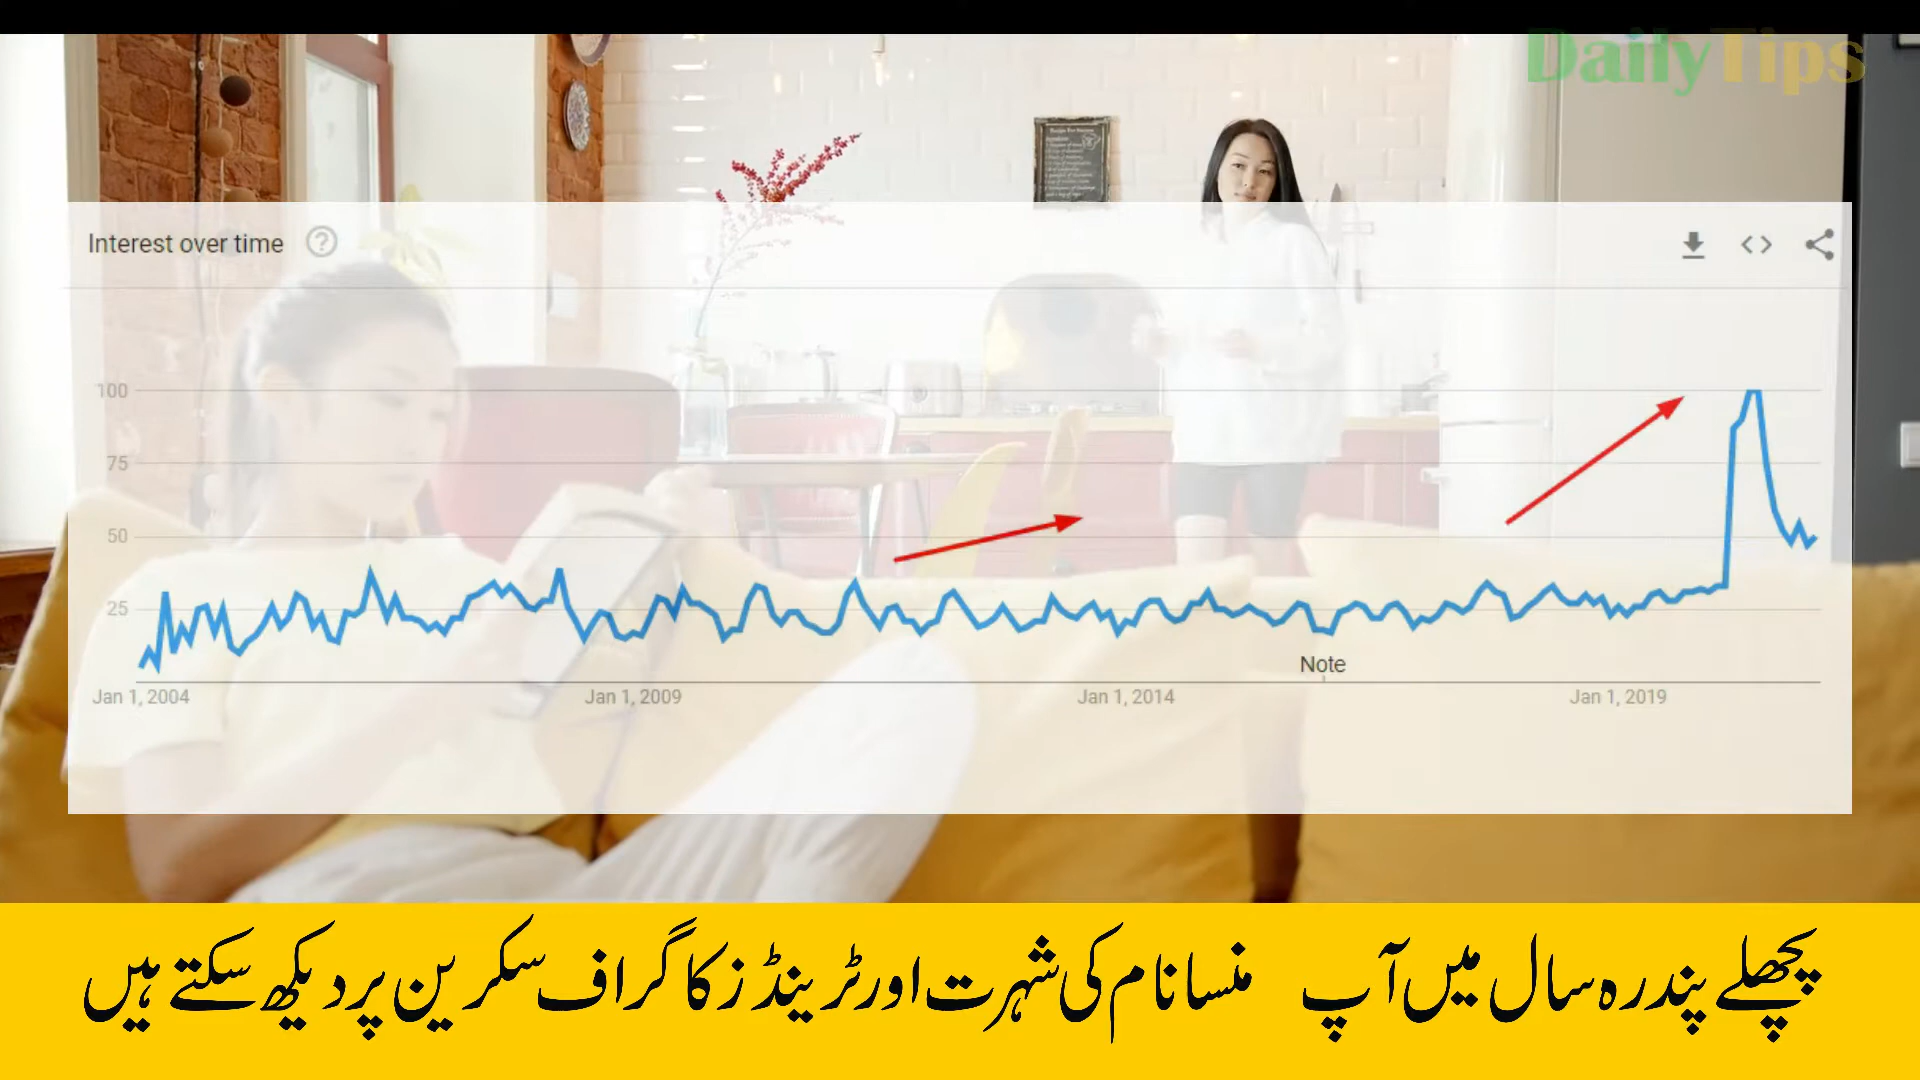 DailyTips
Interest over time
100
75
50
25
Note
Jan 1, 2004 Jan 1, 2009 Jan 1, 2014 Jan 1, 2019
پچھلے پندرہ سال میں آپ منسا نام کی شہرت اور ٹرینڈز کا گراف سکرین پر دیکھ سکتے ہیں